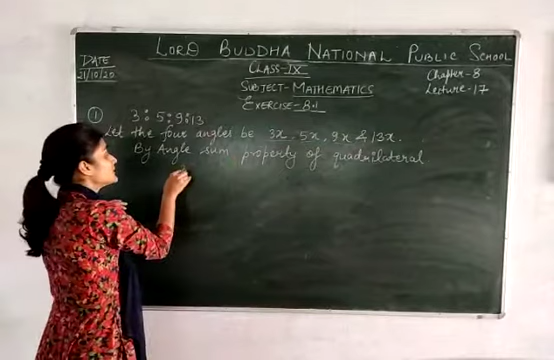 LORD BUDDHA NATIONAL PUBLIC SCHOOL
DATE
21/10/20
CLASS-IX
SUBJECT-MATHEMATICS
EXERCISE-8.1
Chapter-8
Lecture-17
① 3:5:9:13
Let the four angles be 3x, 5x, 9x & 13x.
By Angle sum property of quadrilateral